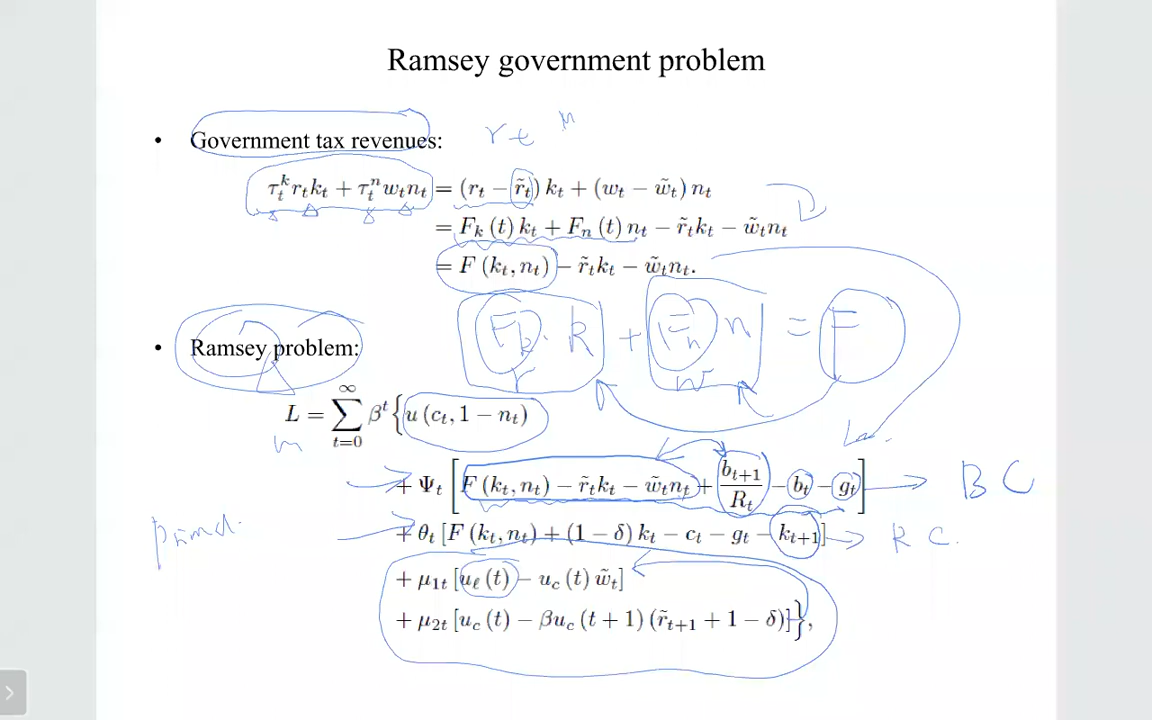 Ramsey government problem
• Government tax revenues:
r_t
n
τ_t^k r_t k_t + τ_t^n w_t n_t = (r_t − r̃_t) k_t + (w_t − w̃_t) n_t
= F_k (t) k_t + F_n (t) n_t − r̃_t k_t − w̃_t n_t
= F (k_t, n_t) − r̃_t k_t − w̃_t n_t.
F_k · k + F_n n = F
r w
• Ramsey problem:
L = ∑_{t=0}^{∞} β^t { u (c_t, 1 − n_t)
m
+ Ψ_t [ F (k_t, n_t) − r̃_t k_t − w̃_t n_t + b_{t+1}/R_t − b_t − g_t ] → BC
+ θ_t [F (k_t, n_t) + (1 − δ) k_t − c_t − g_t − k_{t+1}] → RC.
+ μ_{1t} [u_ℓ (t) − u_c (t) w̃_t]
+ μ_{2t} [u_c (t) − βu_c (t + 1) (r̃_{t+1} + 1 − δ)]},